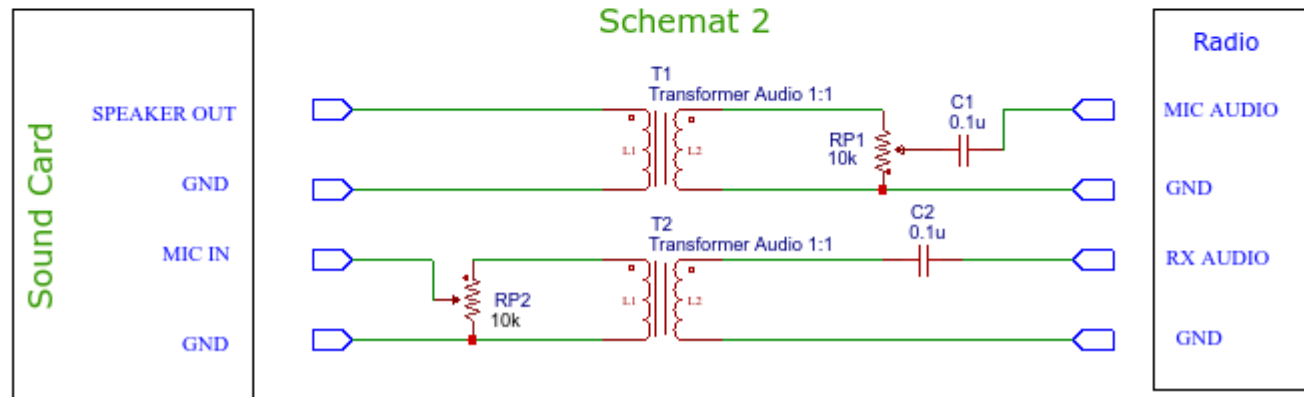 Schemat 2
Sound Card
Radio
T1
Transformer Audio 1:1
C1
0.1u
SPEAKER OUT
MIC AUDIO
L1
L2
RP1
10k
GND
GND
T2
Transformer Audio 1:1
C2
0.1u
MIC IN
RX AUDIO
L1
L2
RP2
10k
GND
GND